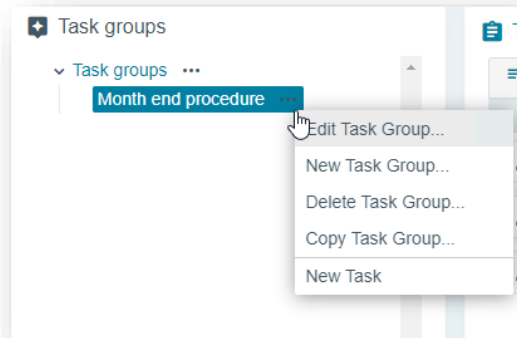 Task groups
Task groups ...
Month end procedure ...
Edit Task Group...
New Task Group...
Delete Task Group...
Copy Task Group...
New Task